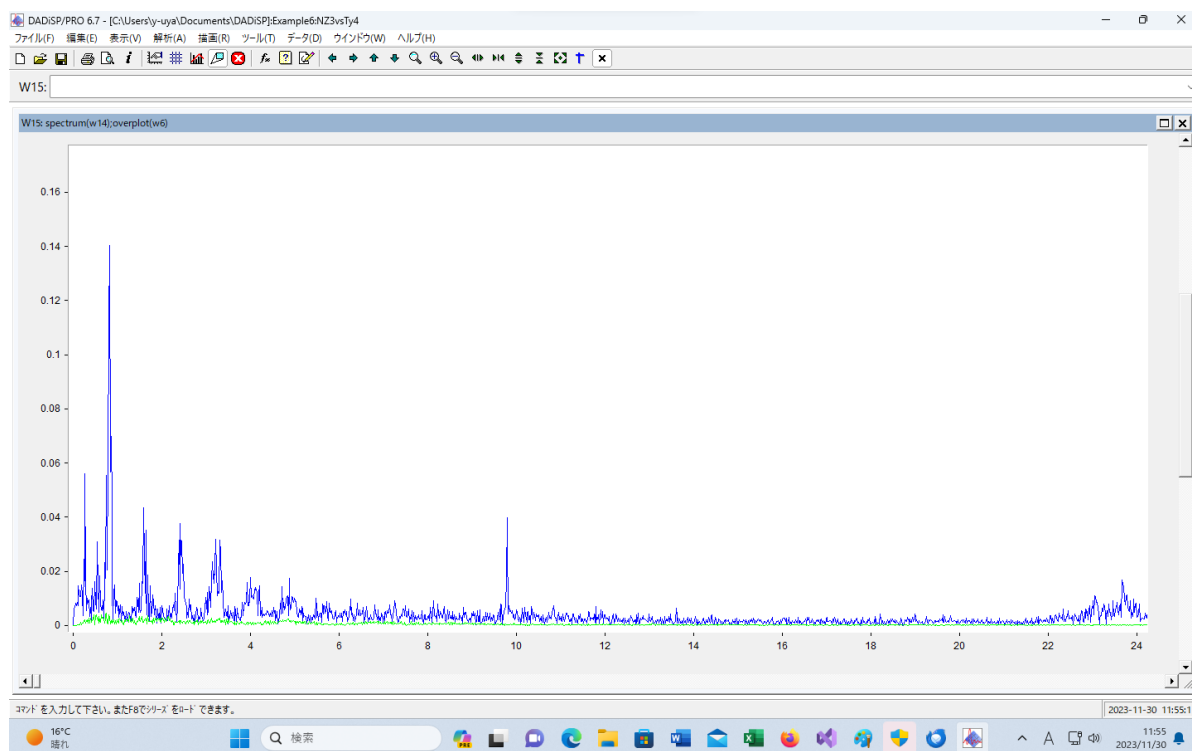 DADiSP/PRO 6.7 - [C:\Users\y-uya\Documents\DADiSP]:Example6:NZ3vsTy4
ファイル(F) 編集(E) 表示(V) 解析(A) 描画(R) ツール(T) データ(D) ウインドウ(W) ヘルプ(H)
W15:
W15: spectrum(w14);overplot(w6)
0.16
0.14
0.12
0.1
0.08
0.06
0.04
0.02
0
0 2 4 6 8 10 12 14 16 18 20 22 24
コマンド を入力して下さい。またF8でシリーズ をロード できます。
2023-11-30 11:55:1
16°C
晴れ
検索
PRE
A
11:55
2023/11/30